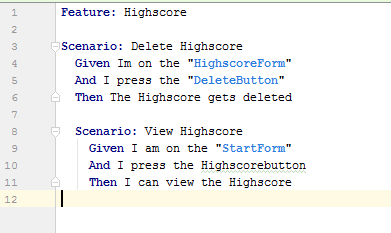 1 Feature: Highscore
2
3 Scenario: Delete Highscore
4 Given Im on the "HighscoreForm"
5 And I press the "DeleteButton"
6 Then The Highscore gets deleted
7
8 Scenario: View Highscore
9 Given I am on the "StartForm"
10 And I press the Highscorebutton
11 Then I can view the Highscore
12